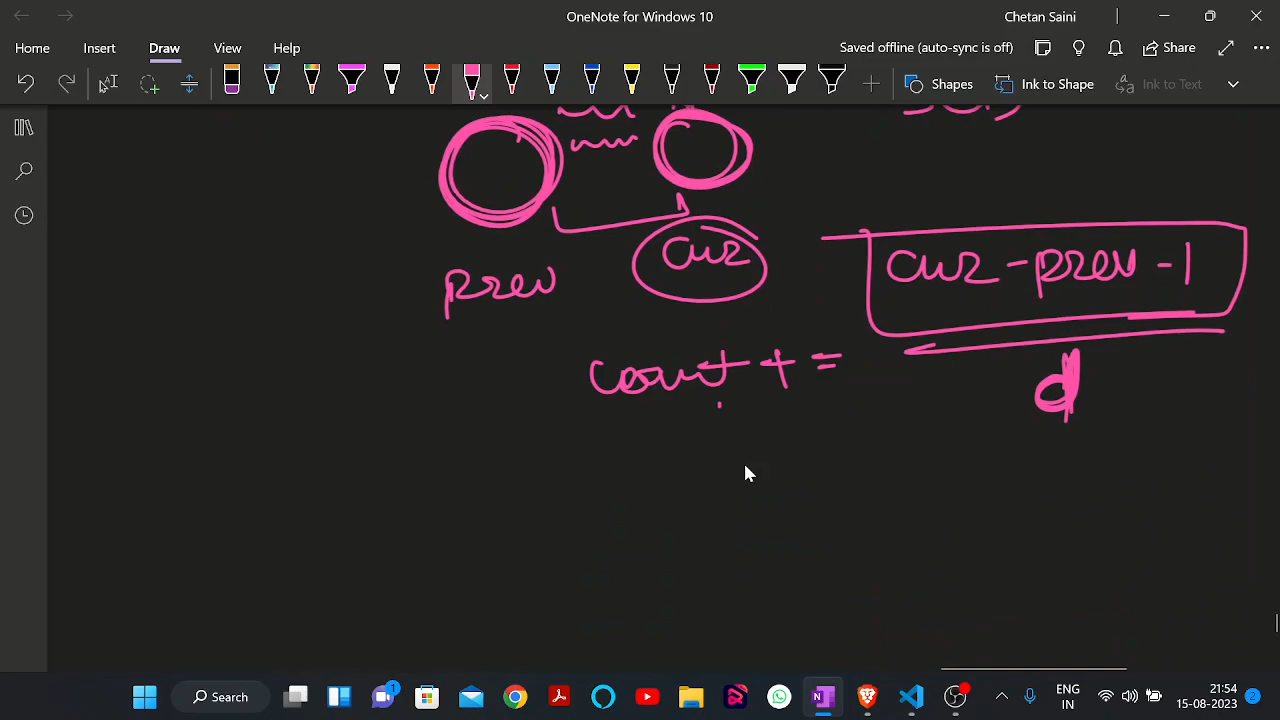 OneNote for Windows 10
Chetan Saini
Home Insert Draw View Help
Saved offline (auto-sync is off)
Share
Shapes
Ink to Shape
Ink to Text
cur
prev
cur - prev - 1
count + =
d
Search
1
ENG
IN
21:54
15-08-2023
2